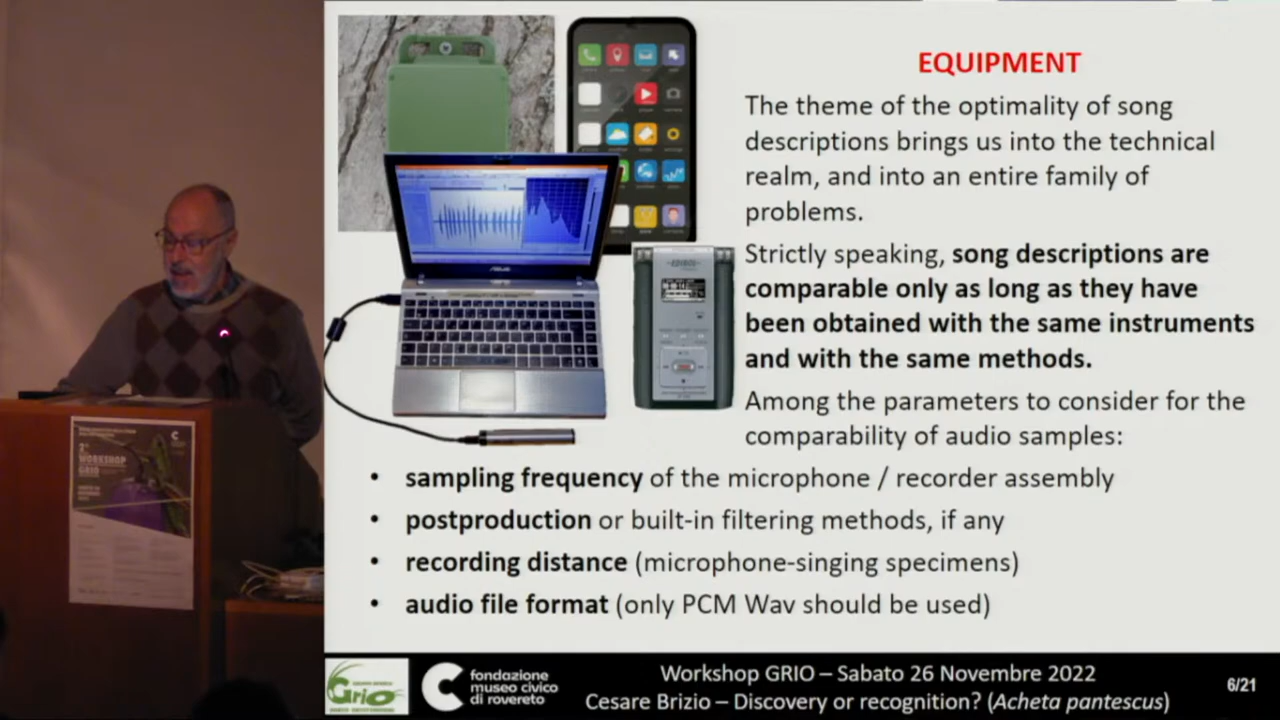 EQUIPMENT
The theme of the optimality of song
descriptions brings us into the technical
realm, and into an entire family of
problems.
Strictly speaking, song descriptions are
comparable only as long as they have
been obtained with the same instruments
and with the same methods.
Among the parameters to consider for the
comparability of audio samples:
• sampling frequency of the microphone / recorder assembly
• postproduction or built-in filtering methods, if any
• recording distance (microphone-singing specimens)
• audio file format (only PCM Wav should be used)
WORKSHOP
GRIO
Grio
fondazione
museo civico
di rovereto
Workshop GRIO – Sabato 26 Novembre 2022
Cesare Brizio – Discovery or recognition? (Acheta pantescus)
6/21